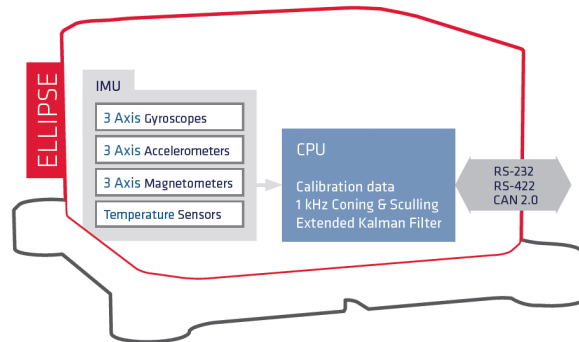 ELLIPSE
IMU
3 Axis Gyroscopes
3 Axis Accelerometers
3 Axis Magnetometers
Temperature Sensors
CPU
Calibration data
1 kHz Coning & Sculling
Extended Kalman Filter
RS-232
RS-422
CAN 2.0